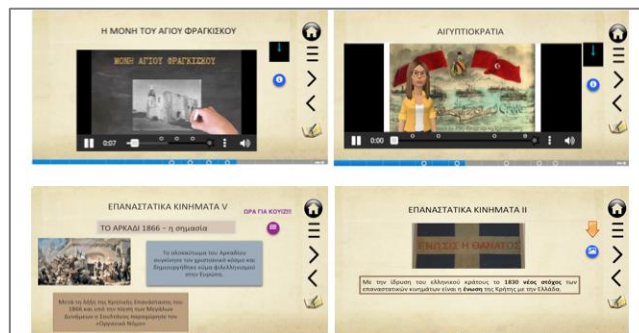 Η ΜΟΝΗ ΤΟΥ ΑΓΙΟΥ ΦΡΑΓΚΙΣΚΟΥ
ΜΟΝΗ ΑΓΙΟΥ ΦΡΑΓΚΙΣΚΟΥ
0:07
ΑΙΓΥΠΤΙΟΚΡΑΤΙΑ
Crete
0:00
ΕΠΑΝΑΣΤΑΤΙΚΑ ΚΙΝΗΜΑΤΑ V
ΩΡΑ ΓΙΑ ΚΟΥΙΖ!!!
ΤΟ ΑΡΚΑΔΙ 1866 – η σημασία
Το ολοκαύτωμα του Αρκαδίου
συγκίνησε τον χριστιανικό κόσμο και
δημιουργήθηκε κύμα φιλελληνισμού
στην Ευρώπη.
Μετά τη λήξη της Κρητικής Επανάστασης του
1866 και υπό την πίεση των Μεγάλων
Δυνάμεων ο Σουλτάνος παραχώρησε τον
«Οργανικό Νόμο»
ΕΠΑΝΑΣΤΑΤΙΚΑ ΚΙΝΗΜΑΤΑ ΙΙ
ΕΝΩΣΙΣ Η ΘΑΝΑΤΟΣ
Με την ίδρυση του ελληνικού κράτους το 1830 νέος στόχος των
επαναστατικών κινημάτων είναι η ένωση της Κρήτης με την Ελλάδα.